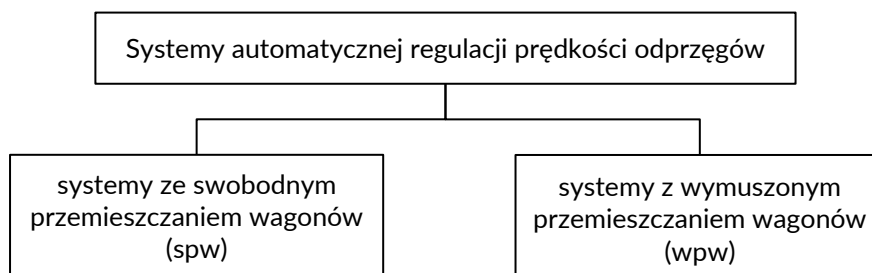 Systemy automatycznej regulacji prędkości odprzęgów
systemy ze swobodnym
przemieszczaniem wagonów
(spw)
systemy z wymuszonym
przemieszczaniem wagonów
(wpw)